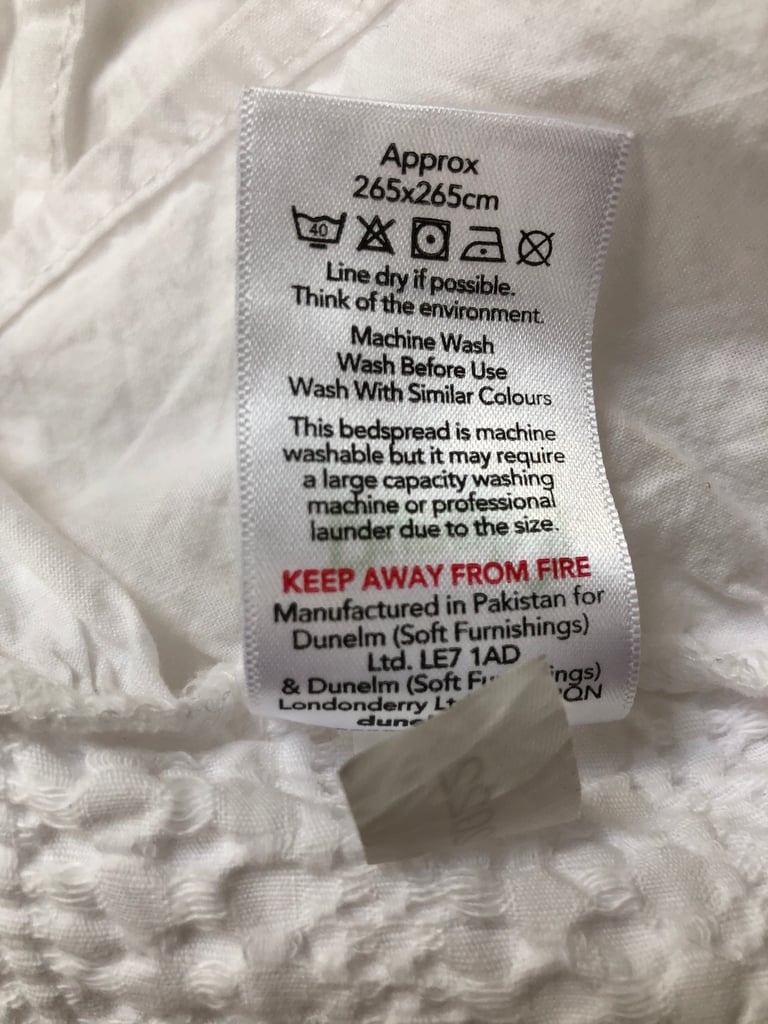 Approx
265x265cm
40
Line dry if possible.
Think of the environment.
Machine Wash
Wash Before Use
Wash With Similar Colours
This bedspread is machine
washable but it may require
a large capacity washing
machine or professional
launder due to the size.
KEEP AWAY FROM FIRE
Manufactured in Pakistan for
Dunelm (Soft Furnishings)
Ltd. LE7 1AD
& Dunelm (Soft
Londonderry